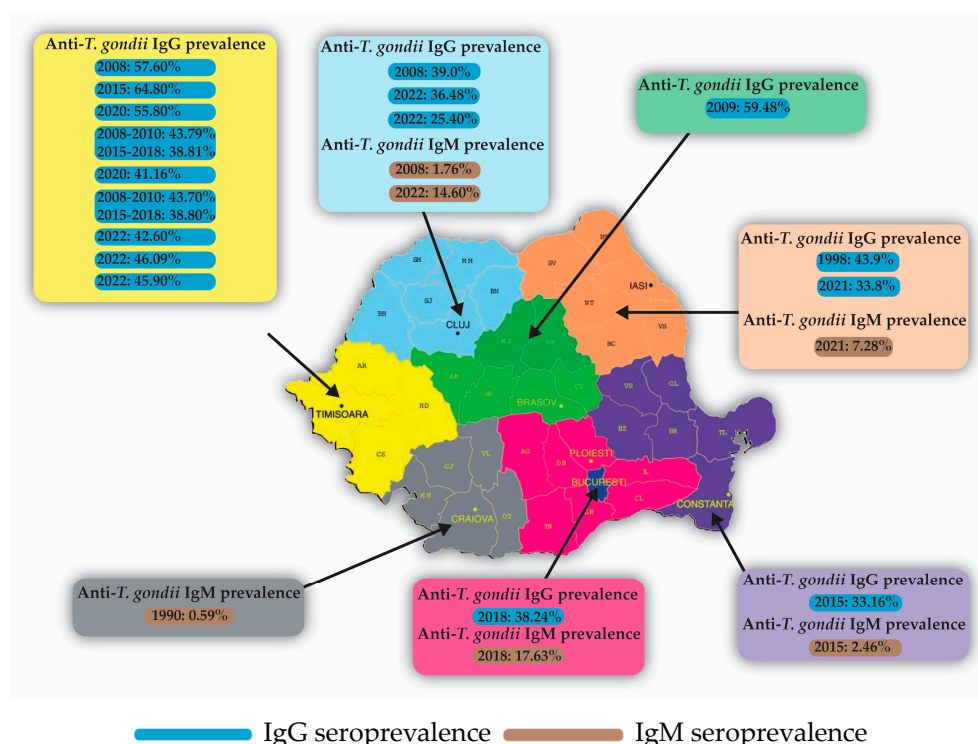 Anti-T. gondii IgG prevalence
2008: 57.60%
2015: 64.80%
2020: 55.80%
2008-2010: 43.79%
2015-2018: 38.81%
2020: 41.16%
2008-2010: 43.70%
2015-2018: 38.80%
2022: 42.60%
2022: 46.09%
2022: 45.90%
Anti-T. gondii IgG prevalence
2008: 39.0%
2022: 36.48%
2022: 25.40%
Anti-T. gondii IgM prevalence
2008: 1.76%
2022: 14.60%
Anti-T. gondii IgG prevalence
2009: 59.48%
Anti-T. gondii IgG prevalence
1998: 43.9%
2021: 33.8%
Anti-T. gondii IgM prevalence
2021: 7.28%
SM
MM
BN
SJ
BH
CLUJ
SV
IASI
NT
VS
BC
AR
TIMISOARA
HD
CS
BRASOV
CV
VN
GL
BZ
BR
TL
CONSTANTA
GJ
VL
MH
CRAIOVA
OT
AG
DB
PLOIESTI
BUCURESTI
IL
CL
TR
Anti-T. gondii IgM prevalence
1990: 0.59%
Anti-T. gondii IgG prevalence
2018: 38.24%
Anti-T. gondii IgM prevalence
2018: 17.63%
Anti-T. gondii IgG prevalence
2015: 33.16%
Anti-T. gondii IgM prevalence
2015: 2.46%
IgG seroprevalence
IgM seroprevalence